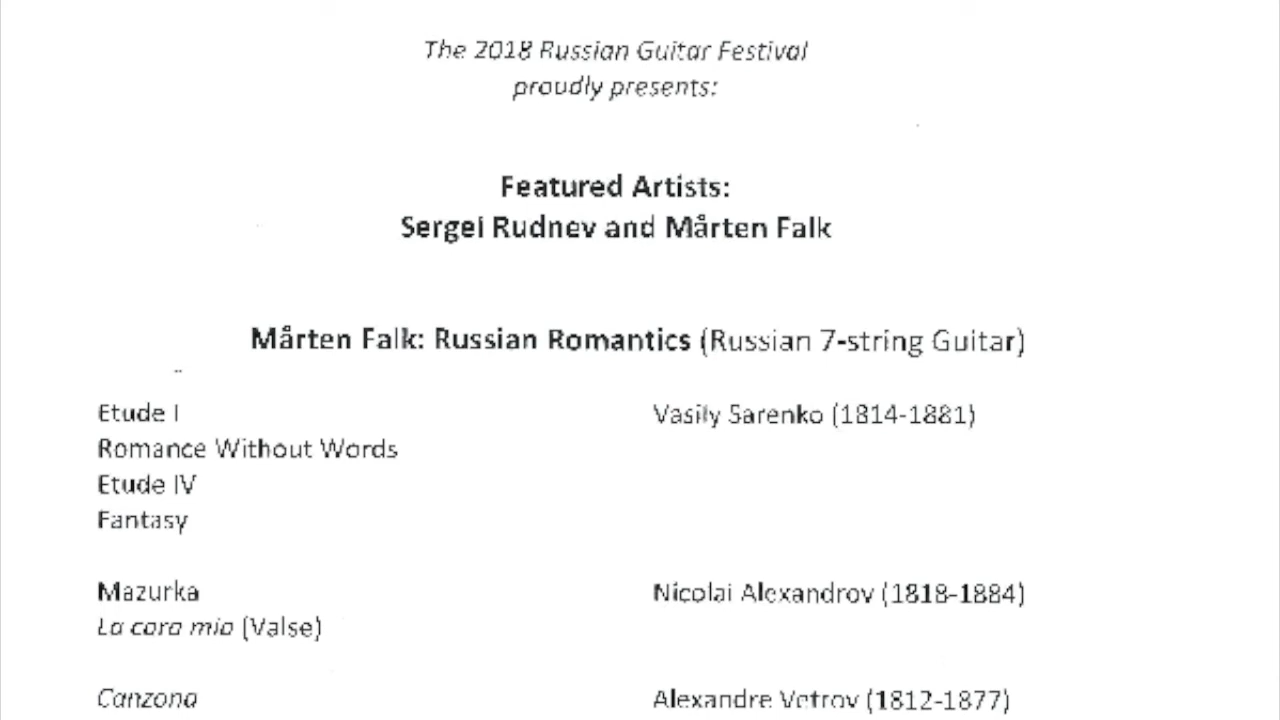 The 2018 Russian Guitar Festival
proudly presents:
Featured Artists:
Sergei Rudnev and Mårten Falk
Mårten Falk: Russian Romantics (Russian 7-string Guitar)
Etude I Vasily Sarenko (1814-1881)
Romance Without Words
Etude IV
Fantasy
Mazurka Nicolai Alexandrov (1818-1884)
La cara mia (Valse)
Canzona Alexandre Vetrov (1812-1877)